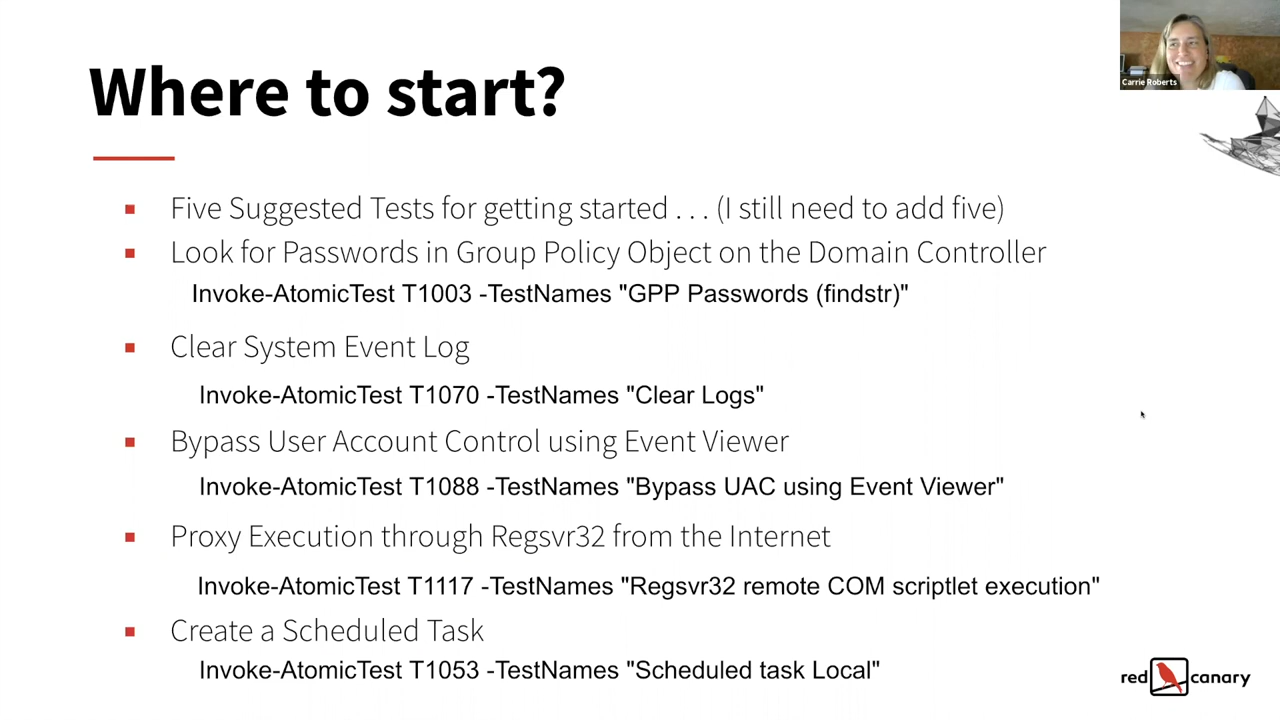 Where to start?
Carrie Roberts
Five Suggested Tests for getting started . . . (I still need to add five)
Look for Passwords in Group Policy Object on the Domain Controller
Invoke-AtomicTest T1003 -TestNames "GPP Passwords (findstr)"
Clear System Event Log
Invoke-AtomicTest T1070 -TestNames "Clear Logs"
Bypass User Account Control using Event Viewer
Invoke-AtomicTest T1088 -TestNames "Bypass UAC using Event Viewer"
Proxy Execution through Regsvr32 from the Internet
Invoke-AtomicTest T1117 -TestNames "Regsvr32 remote COM scriptlet execution"
Create a Scheduled Task
Invoke-AtomicTest T1053 -TestNames "Scheduled task Local"
red canary